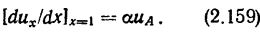 [du_x/dx]_{x=1} = αu_A . (2.159)